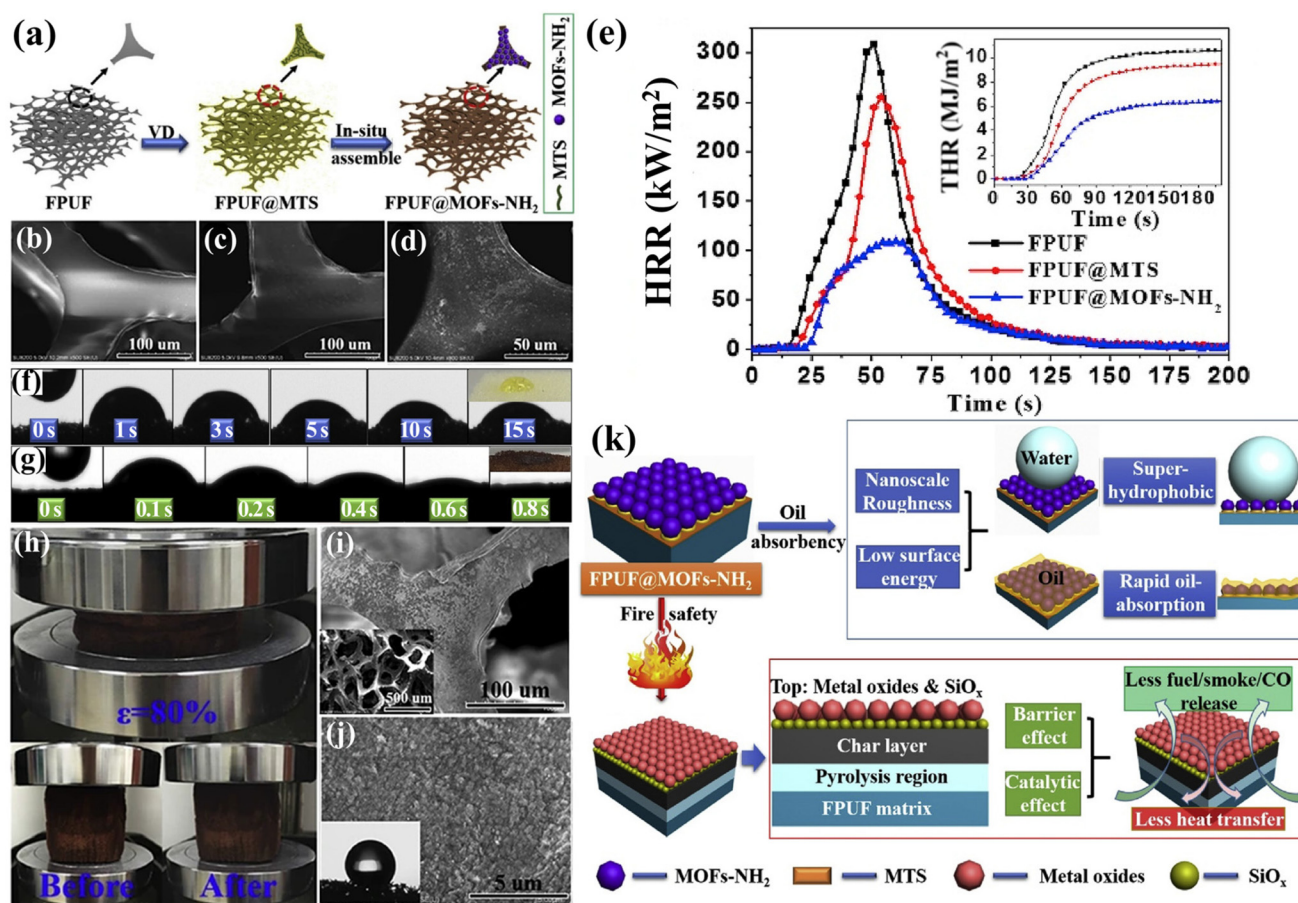 (a)
VD
In-situ
assemble
FPUF
FPUF@MTS
FPUF@MOFs-NH2
MTS
MOFs-NH2
(b)
100 um
(c)
100 um
(d)
50 um
(e)
HRRR (kW/m2)
300
250
200
150
100
50
0
0 25 50 75 100 125 150 175 200
Time (s)
THR (MJ/m2)
10
8
6
4
2
0
0 30 60 90 120 150 180
Time (s)
FPUF
FPUF@MTS
FPUF@MOFs-NH2
(f)
0 s 1 s 3 s 5 s 10 s 15 s
(g)
0 s 0.1 s 0.2 s 0.4 s 0.6 s 0.8 s
(h)
ε=80%
Before
After
(i)
500 um
100 um
(j)
5 um
(k)
FPUF@MOFs-NH2
Oil
absorbency
Nanoscale
Roughness
Low surface
energy
Water
Super-
hydrophobic
Oil
Rapid oil-
absorption
Fire safety
Top: Metal oxides & SiOx
Char layer
Pyrolysis region
FPUF matrix
Barrier
effect
Catalytic
effect
Less fuel/smoke/CO
release
Less heat transfer
MOFs-NH2
MTS
Metal oxides
SiOx